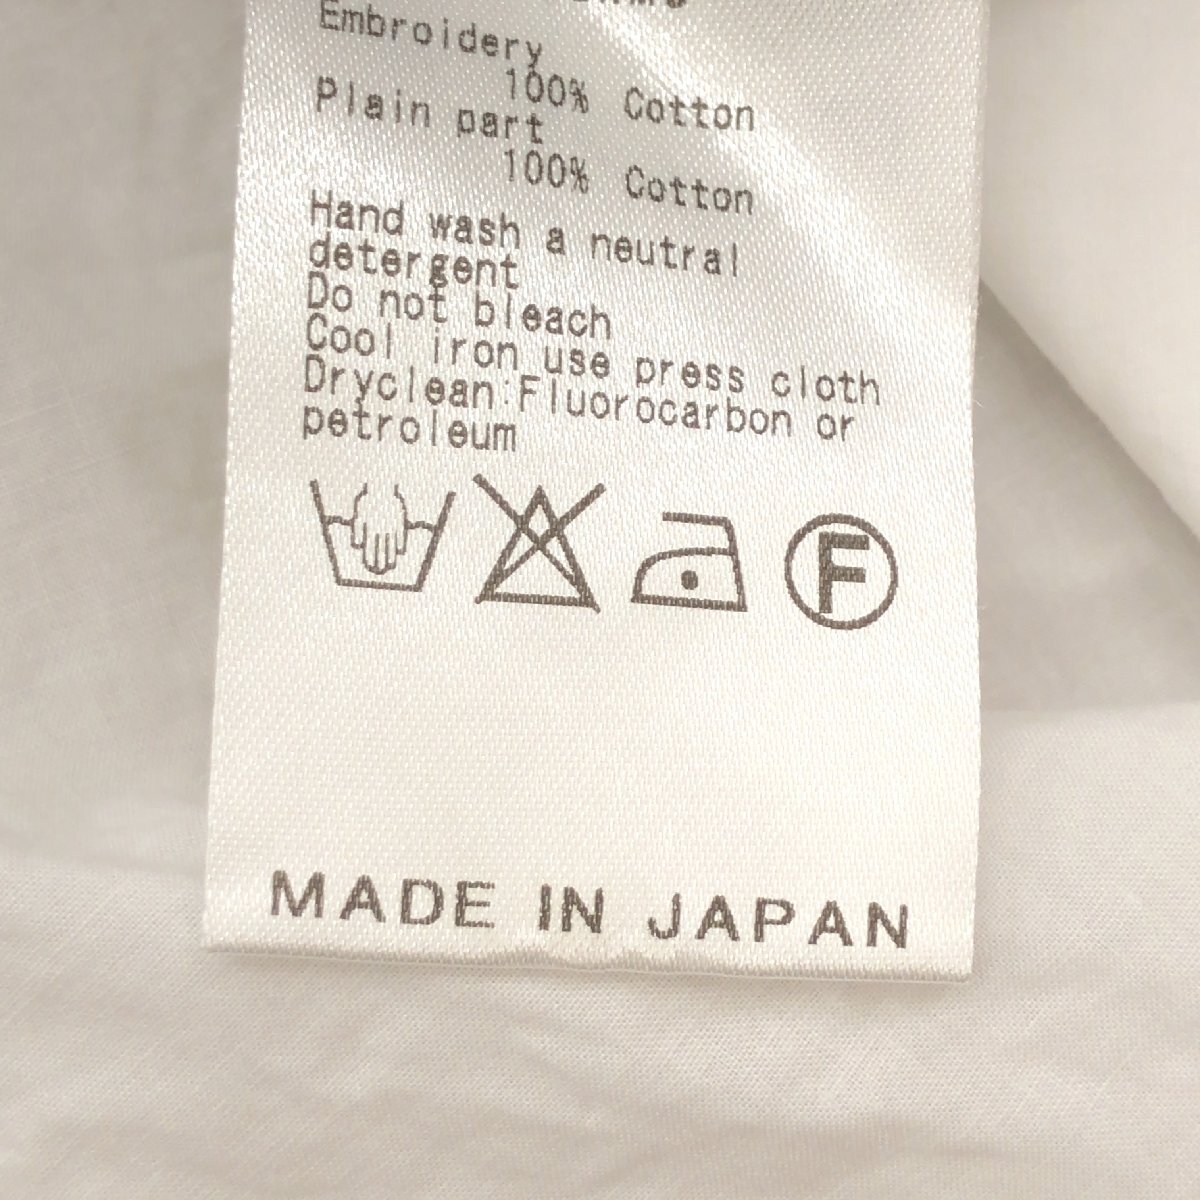 Embroidery
100% Cotton
Plain part
100% Cotton
Hand wash a neutral
detergent
Do not bleach
Cool iron use press cloth
Dryclean:Fluorocarbon or
petroleum
F
MADE IN JAPAN